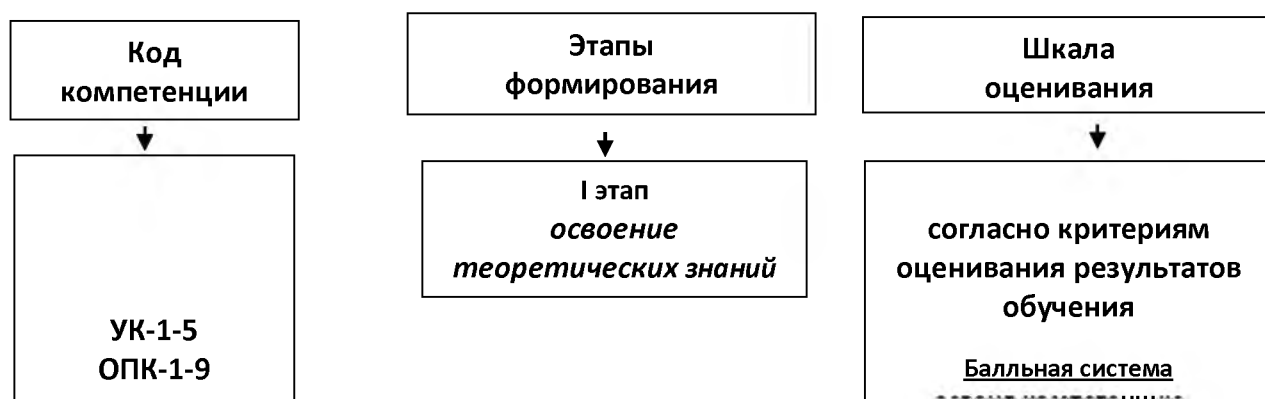 Код
компетенции
Этапы
формирования
Шкала
оценивания
УК-1-5
ОПК-1-9
I этап
освоение
теоретических знаний
согласно критериям
оценивания результатов
обучения
Балльная система